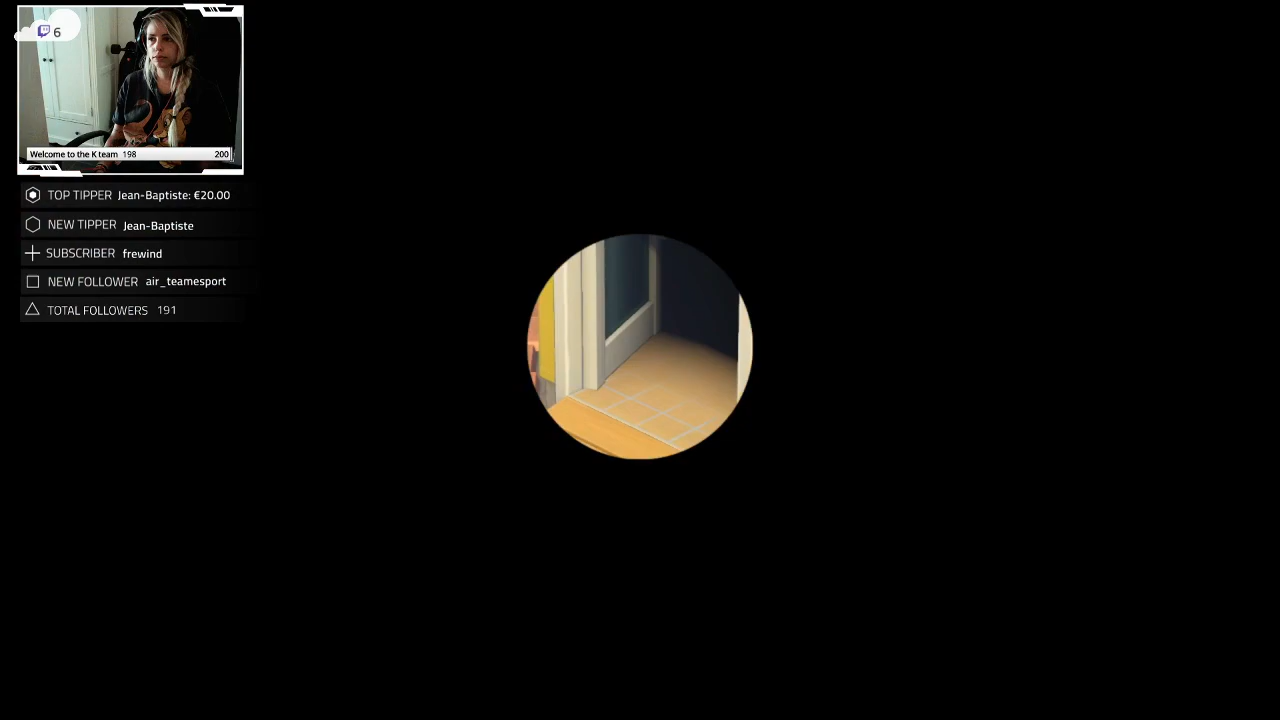 6
Welcome to the K team 198 200
TOP TIPPER Jean-Baptiste: €20.00
NEW TIPPER Jean-Baptiste
SUBSCRIBER frewind
NEW FOLLOWER air_teamesport
TOTAL FOLLOWERS 191